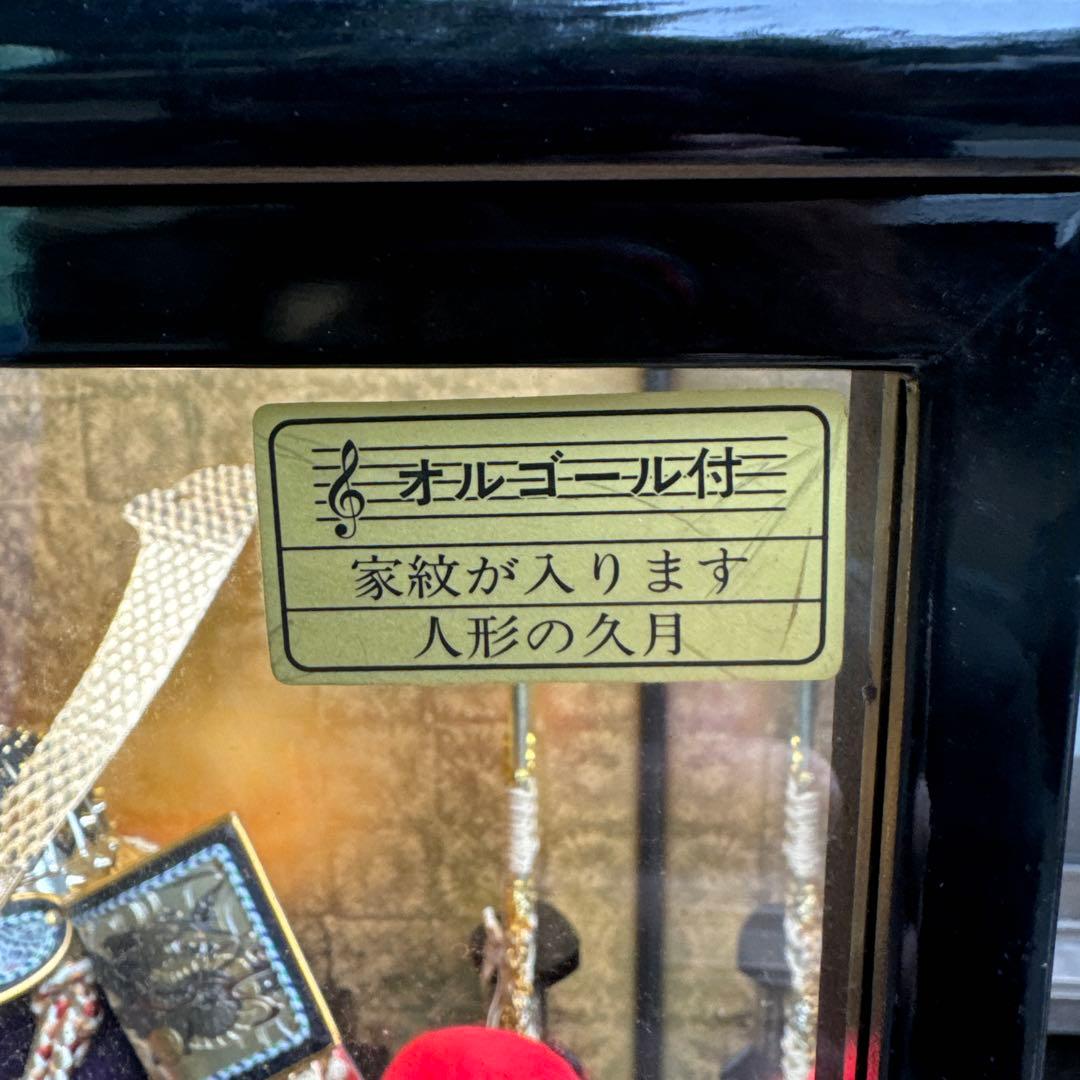 オルゴール付
家紋が入ります
人形の久月